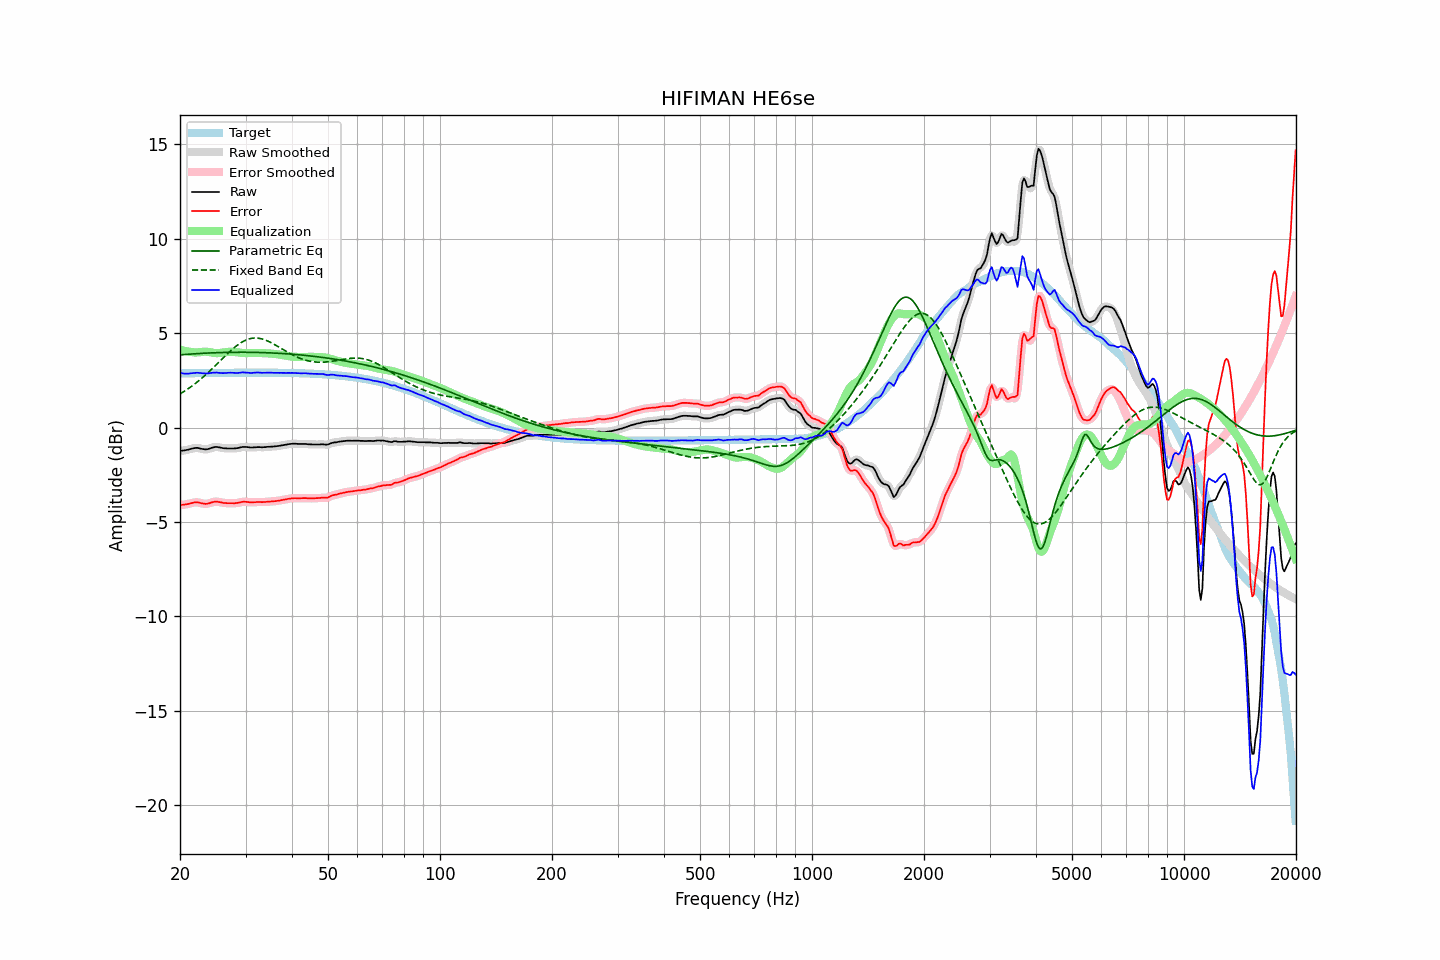 HIFIMAN HE6se
Target
Raw Smoothed
Error Smoothed
Raw
Error
Equalization
Parametric Eq
Fixed Band Eq
Equalized
15
10
5
0
−5
−10
−15
−20
Amplitude (dBr)
20 50 100 200 500 1000 2000 5000 10000 20000
Frequency (Hz)